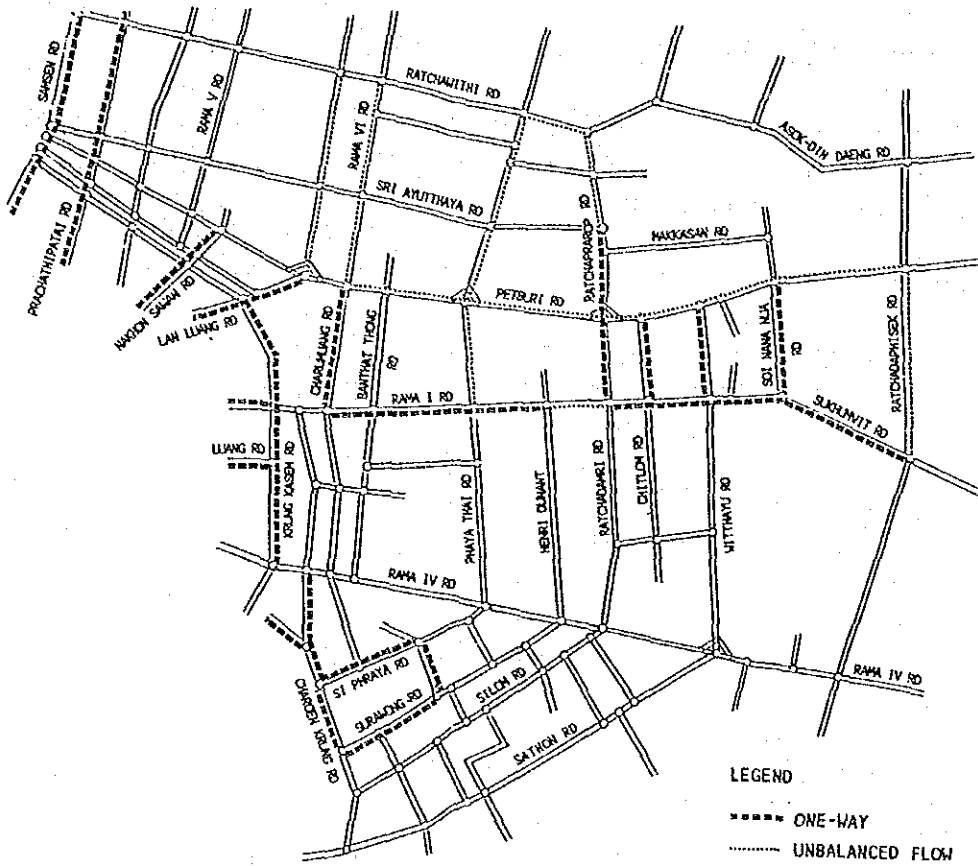 SAMSEN RD
RAMA V RD
RATCHAWITHI RD
RAMA VI RD
ASOK-DIN DAENG RD
SRI AYUTTHAYA RD
PRACHATHIPATAI RD
RATCHAPRAROP RD
MAKKASAN RD
NAKHON SAWAN RD
LAN LUANG RD
PETBURI RD
CHARUMUANG RD
BANTHAT THONG RD
SOI NANA NUA RD
RATCHADAPHISEK RD
RAMA I RD
SUKHUMVIT RD
LUANG RD
KRUNG KASEM RD
PHAYA THAI RD
HENRI DUNANT
RATCHADAMRI RD
CHITLOM RD
WITTHAYU RD
RAMA IV RD
CHAROEN KRUNG RD
SI PHRAYA RD
SURAWONG RD
SILOM RD
SATHON RD
RAMA IV RD
LEGEND
ONE-WAY
UNBALANCED FLOW